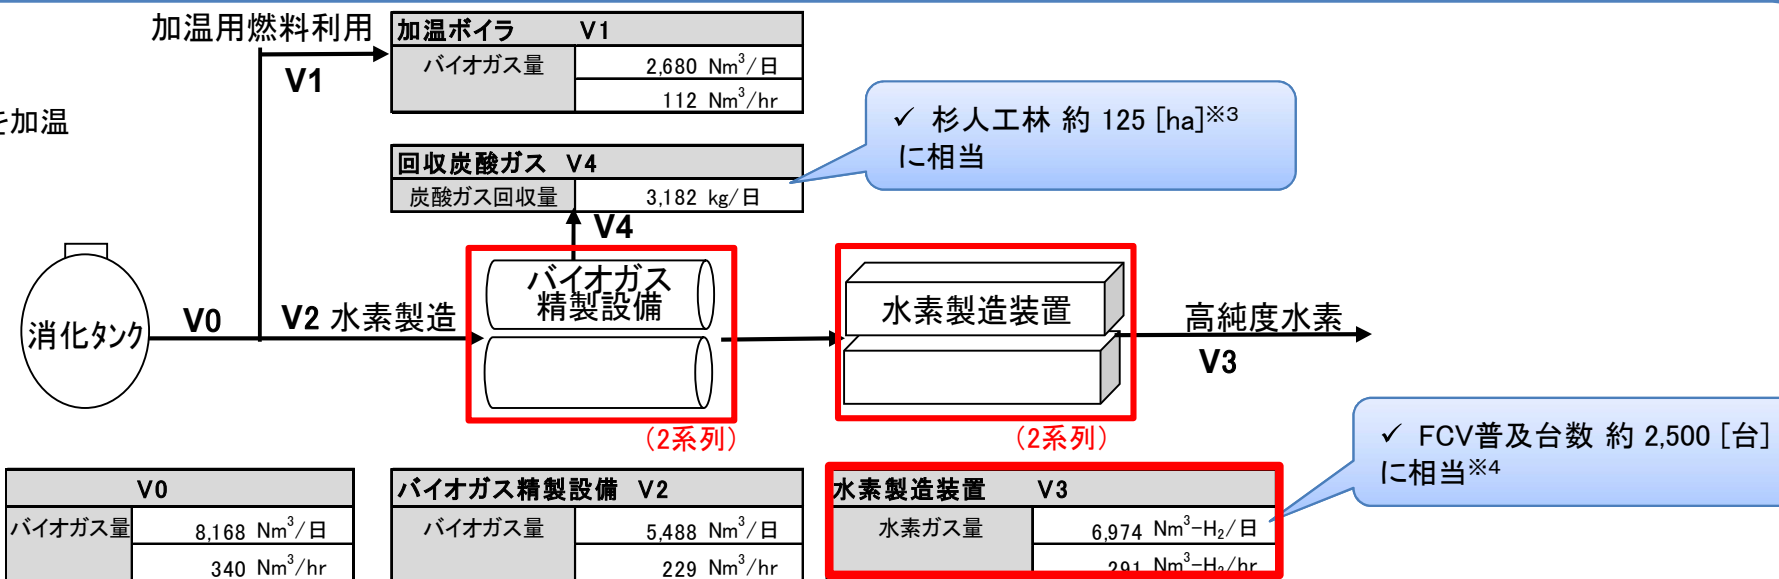 加温用燃料利用
V1
を加温
加温ボイラ V1
バイオガス量 2,680 Nm³/日
112 Nm³/hr
✓ 杉人工林 約 125 [ha]※3
に相当
回収炭酸ガス V4
炭酸ガス回収量 3,182 kg/日
V4
消化タンク
V0
V2 水素製造
バイオガス
精製設備
(2系列)
水素製造装置
(2系列)
高純度水素
V3
✓ FCV普及台数 約 2,500 [台]
に相当※4
V0
バイオガス量 8,168 Nm³/日
340 Nm³/hr
バイオガス精製設備 V2
バイオガス量 5,488 Nm³/日
229 Nm³/hr
水素製造装置 V3
水素ガス量 6,974 Nm³-H₂/日
291 Nm³-H₂/hr